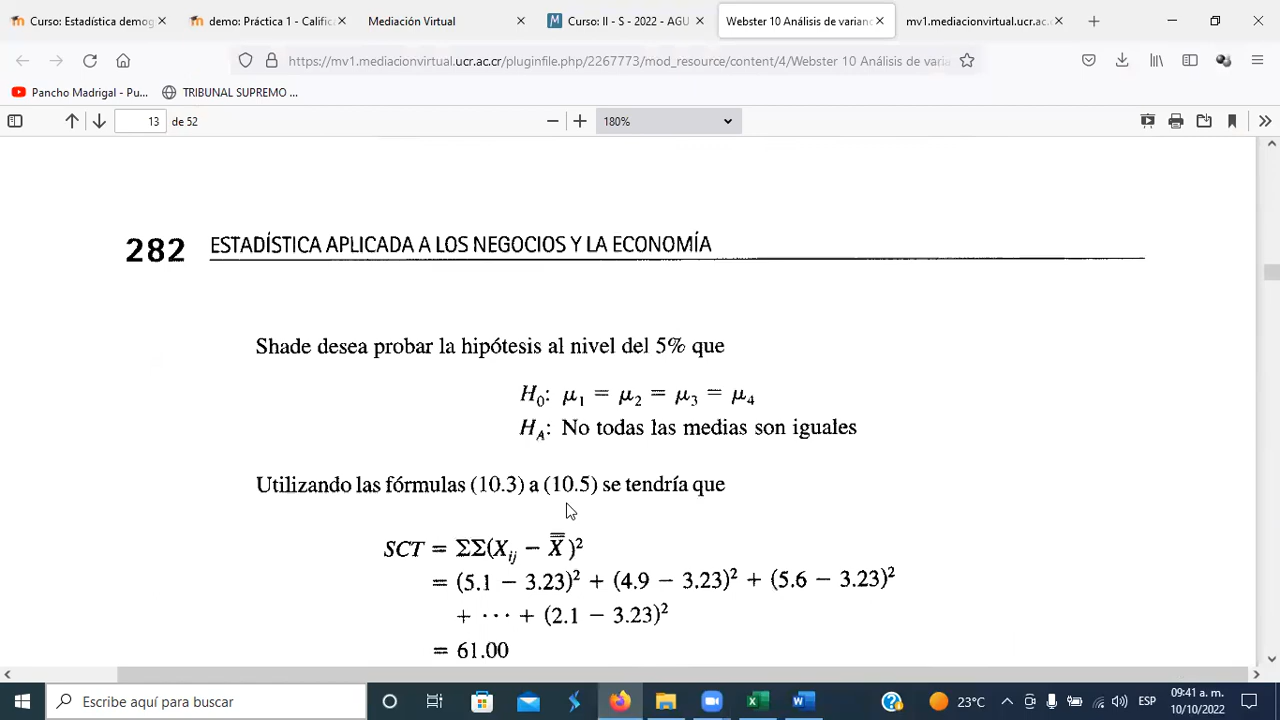 Curso: Estadística demog
demo: Práctica 1 - Califica
Mediación Virtual
Curso: II - S - 2022 - AGU
Webster 10 Análisis de varianc
mv1.mediacionvirtual.ucr.ac.c
https://mv1.mediacionvirtual.ucr.ac.cr/pluginfile.php/2267773/mod_resource/content/4/Webster 10 Análisis de varia
Pancho Madrigal - Pu...
TRIBUNAL SUPREMO ...
13 de 52
180%
282 ESTADÍSTICA APLICADA A LOS NEGOCIOS Y LA ECONOMÍA
Shade desea probar la hipótesis al nivel del 5% que
H₀: μ₁ = μ₂ = μ₃ = μ₄
H_A: No todas las medias son iguales
Utilizando las fórmulas (10.3) a (10.5) se tendría que
SCT = ΣΣ(X_ij − X̿)²
= (5.1 − 3.23)² + (4.9 − 3.23)² + (5.6 − 3.23)²
+ ··· + (2.1 − 3.23)²
= 61.00
Escribe aquí para buscar
23°C
ESP
09:41 a. m.
10/10/2022